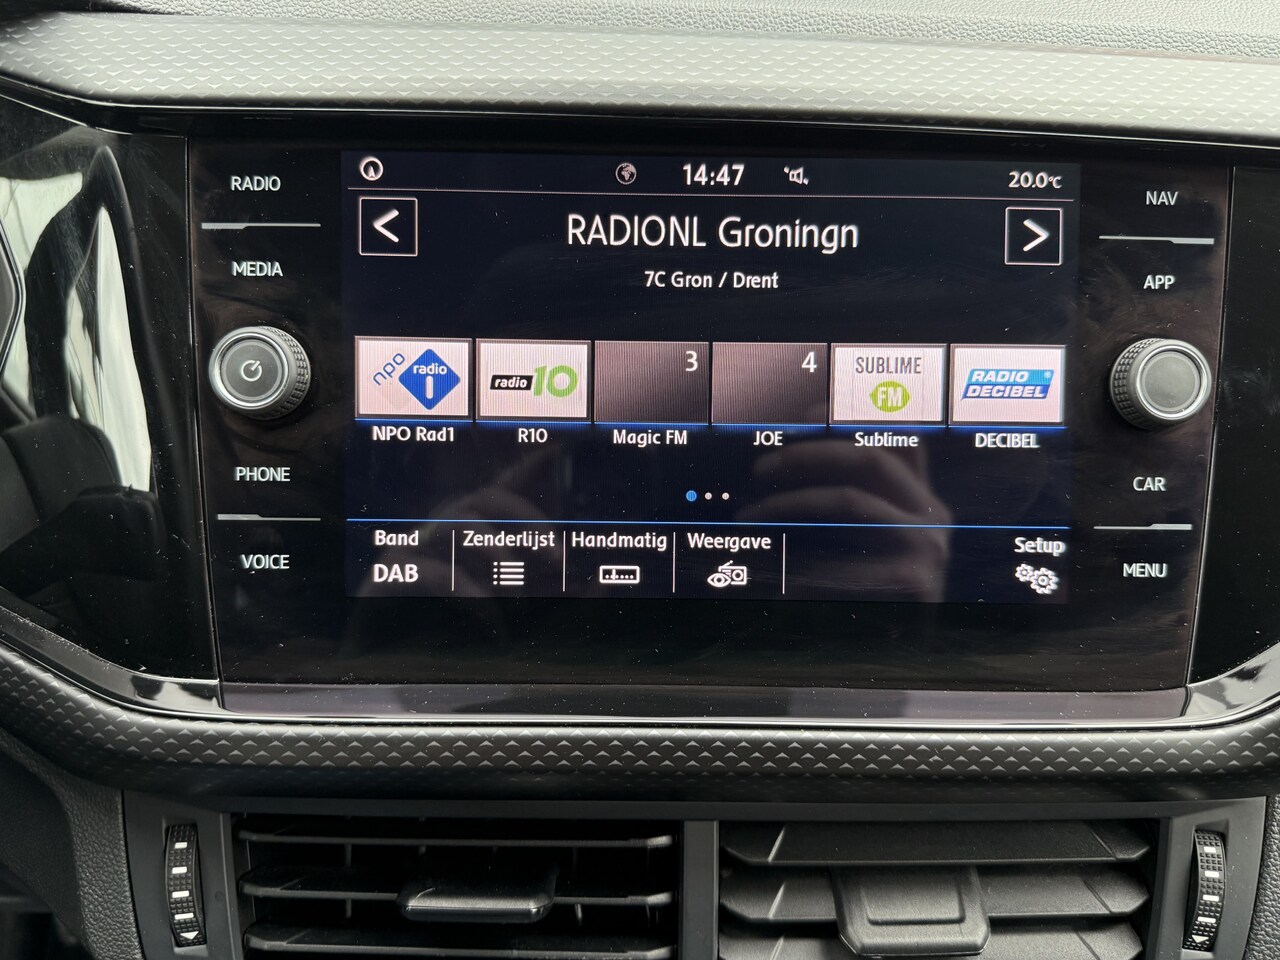 RADIO
MEDIA
PHONE
VOICE
14:47
20.0°C
<
RADIONL Groningn
>
7C Gron / Drent
npo radio 1
radio 10
3
4
SUBLIME FM
RADIO DECIBEL
NPO Rad1
R10
Magic FM
JOE
Sublime
DECIBEL
Band
DAB
Zenderlijst
Handmatig
Weergave
Setup
NAV
APP
CAR
MENU